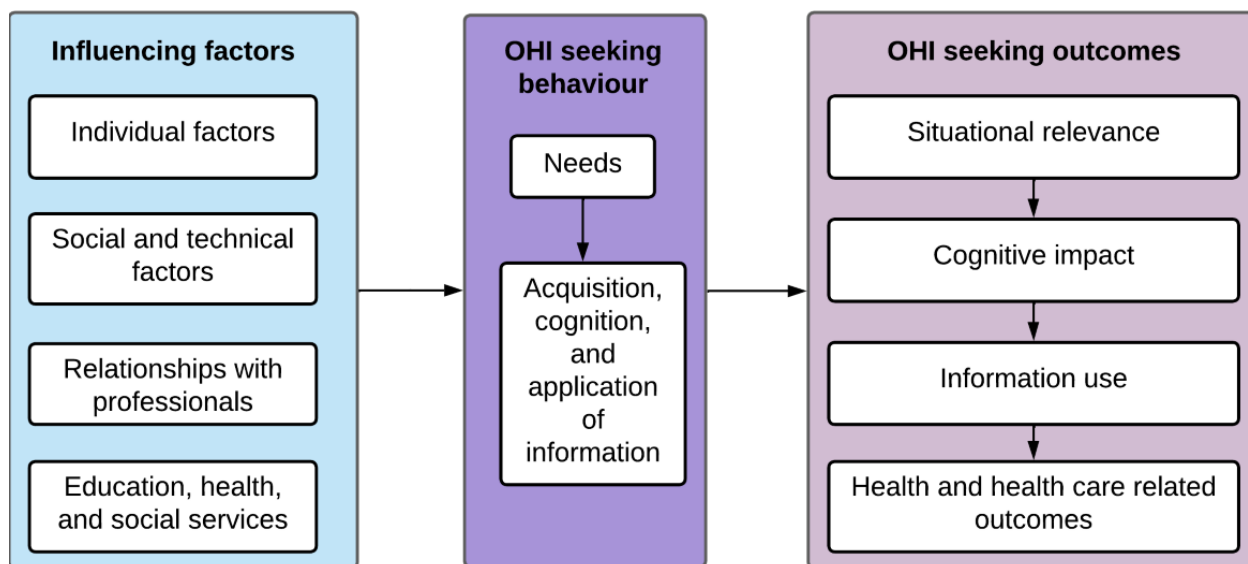 Influencing factors
Individual factors
Social and technical
factors
Relationships with
professionals
Education, health,
and social services
OHI seeking
behaviour
Needs
Acquisition,
cognition,
and
application
of
information
OHI seeking outcomes
Situational relevance
Cognitive impact
Information use
Health and health care related
outcomes